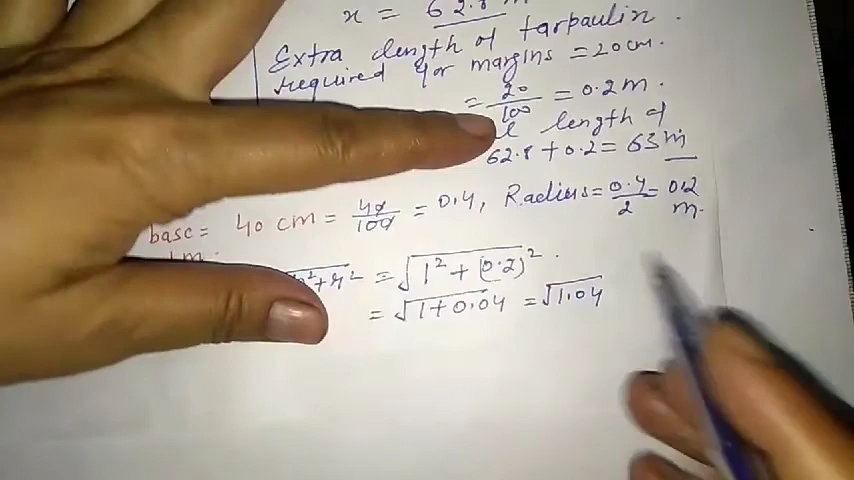 x = 62.8 m
Extra length of tarpaulin
required for margins = 20 cm.
= 20/100 = 0.2 m.
length of
62.8 + 0.2 = 63 m
base = 40 cm = 40/100 = 0.4, Radius = 0.4/2 = 0.2 m.
1m.
+ r² = √1² + (0.2)²
= √1 + 0.04 = √1.04